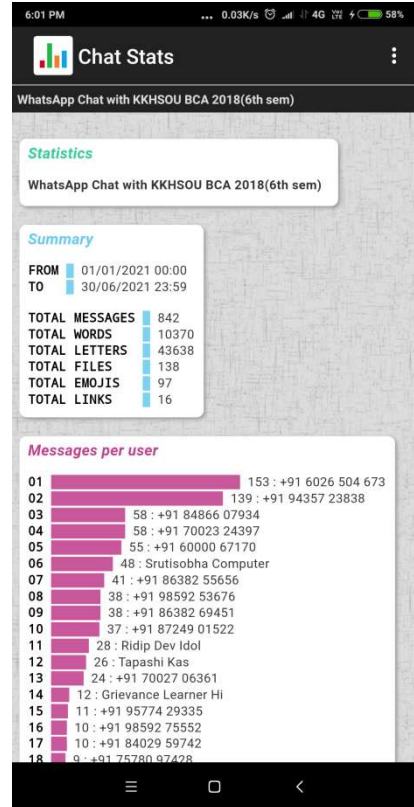 6:01 PM ... 0.03K/s 4G VoLTE 58%
Chat Stats
WhatsApp Chat with KKHSOU BCA 2018(6th sem)
Statistics
WhatsApp Chat with KKHSOU BCA 2018(6th sem)
Summary
FROM 01/01/2021 00:00
TO 30/06/2021 23:59
TOTAL MESSAGES 842
TOTAL WORDS 10370
TOTAL LETTERS 43638
TOTAL FILES 138
TOTAL EMOJIS 97
TOTAL LINKS 16
Messages per user
01 153 : +91 6026 504 673
02 139 : +91 94357 23838
03 58 : +91 84866 07934
04 58 : +91 70023 24397
05 55 : +91 60000 67170
06 48 : Srutisobha Computer
07 41 : +91 86382 55656
08 38 : +91 98592 53676
09 38 : +91 86382 69451
10 37 : +91 87249 01522
11 28 : Ridip Dev Idol
12 26 : Tapashi Kas
13 24 : +91 70027 06361
14 12 : Grievance Learner Hi
15 11 : +91 95774 29335
16 10 : +91 98592 75552
17 10 : +91 84029 59742
18 9 : +91 75780 97428